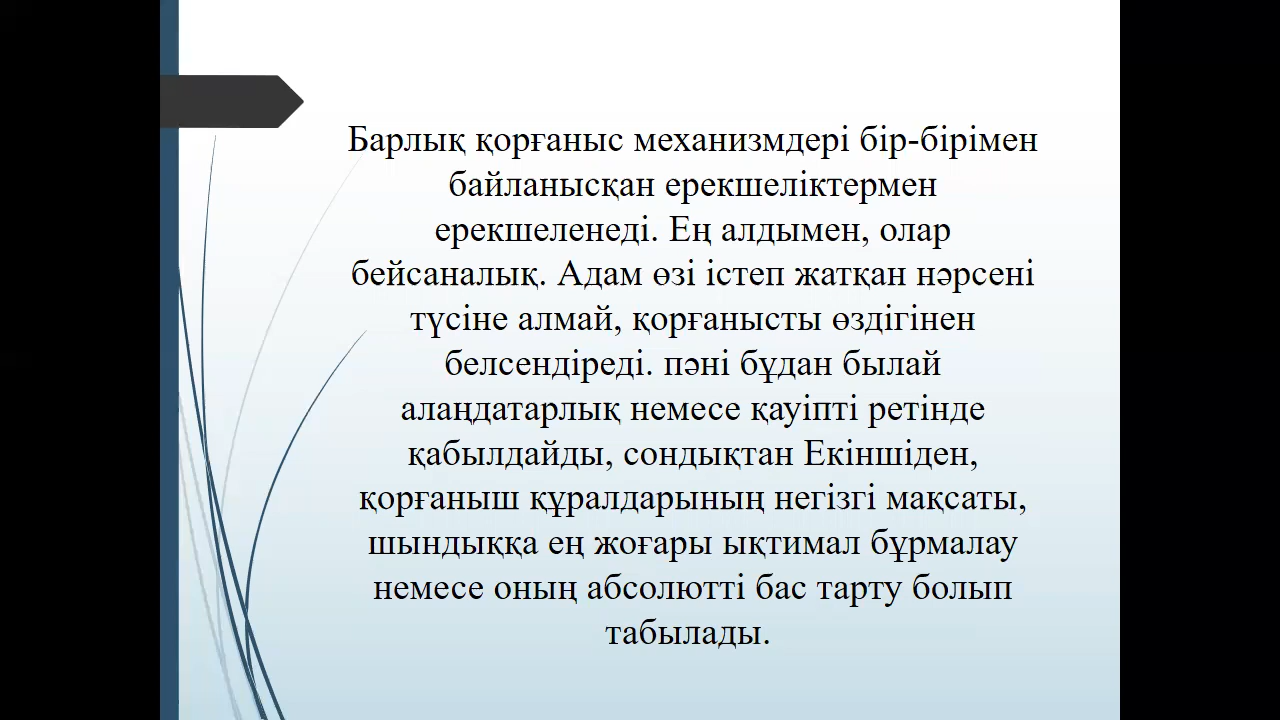 Барлық қорғаныс механизмдері бір-бірімен
байланысқан ерекшеліктермен
ерекшеленеді. Ең алдымен, олар
бейсаналық. Адам өзі істеп жатқан нәрсені
түсіне алмай, қорғанысты өздігінен
белсендіреді. пәні бұдан былай
алаңдатарлық немесе қауіпті ретінде
қабылдайды, сондықтан Екіншіден,
қорғаныш құралдарының негізгі мақсаты,
шындыққа ең жоғары ықтимал бұрмалау
немесе оның абсолютті бас тарту болып
табылады.